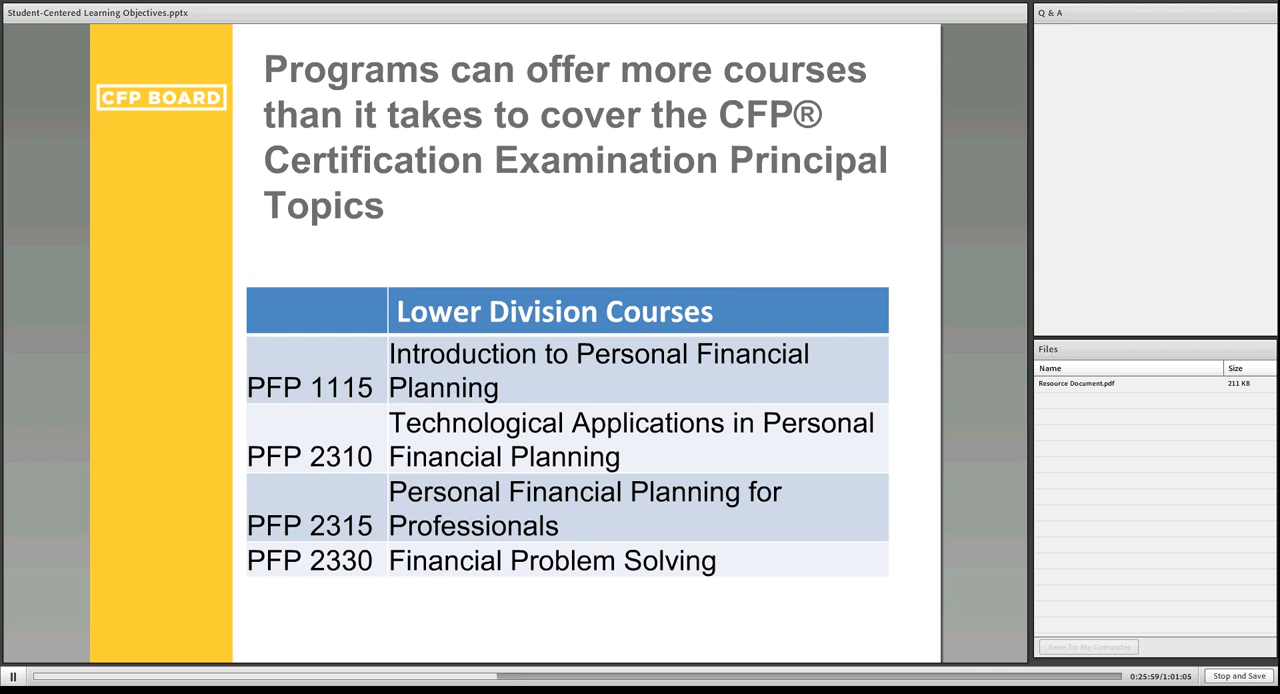 Student-Centered Learning Objectives.pptx
CFP BOARD
Programs can offer more courses
than it takes to cover the CFP®
Certification Examination Principal
Topics
Lower Division Courses
PFP 1115 Introduction to Personal Financial
Planning
PFP 2310 Technological Applications in Personal
Financial Planning
PFP 2315 Personal Financial Planning for
Professionals
PFP 2330 Financial Problem Solving
Q & A
Files
Name Size
Resource Document.pdf 211 KB
Save To My Computer
0:25:59/1:01:05 Stop and Save